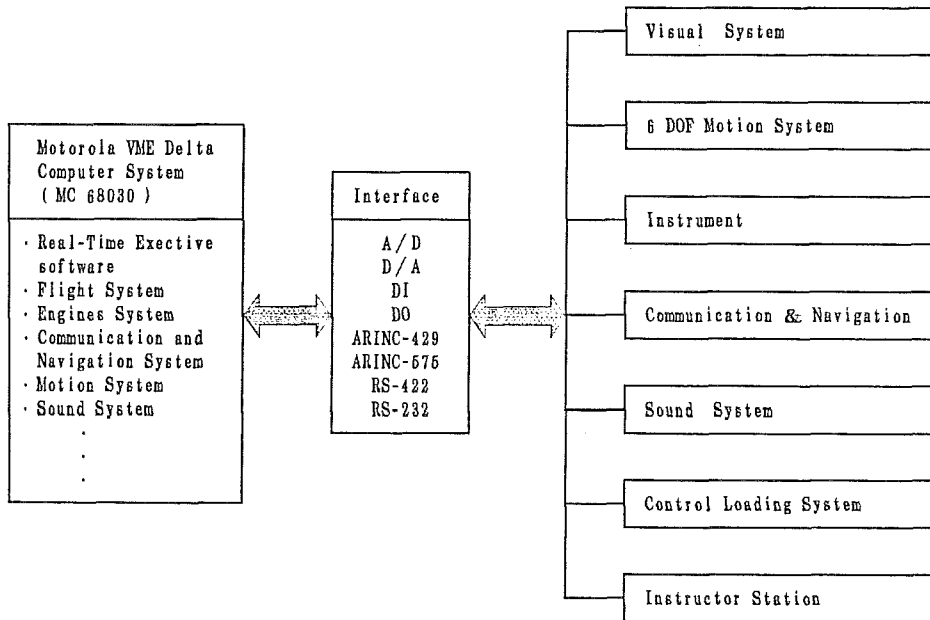 Motorola VME Delta
Computer System
( MC 68030 )
· Real-Time Exective
software
· Flight System
· Engines System
· Communication and
Navigation System
· Motion System
· Sound System
.
.
.
Interface
A/D
D/A
DI
DO
ARINC-429
ARINC-575
RS-422
RS-232
Visual System
6 DOF Motion System
Instrument
Communication & Navigation
Sound System
Control Loading System
Instructor Station